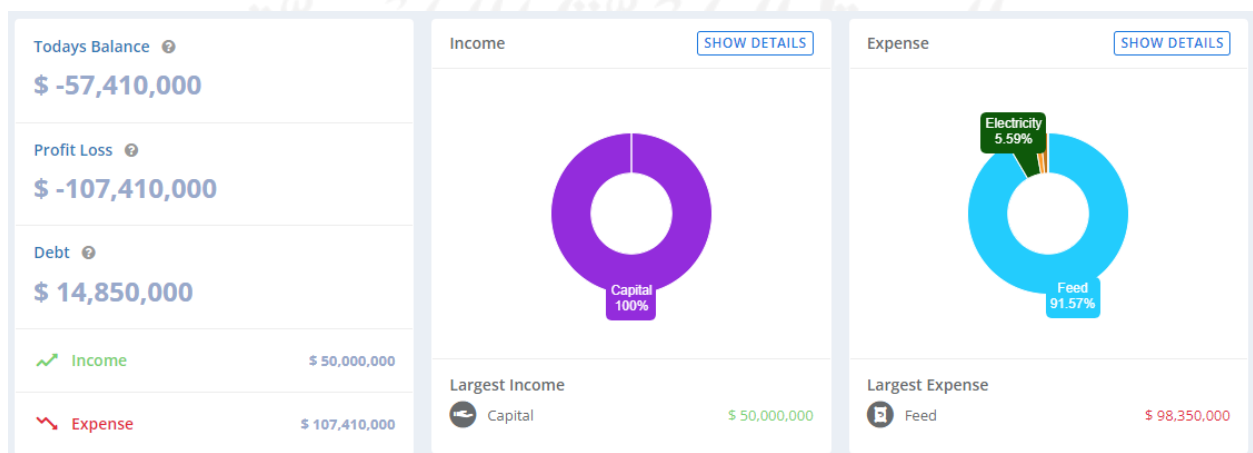 Todays Balance
$ -57,410,000
Profit Loss
$ -107,410,000
Debt
$ 14,850,000
Income
$ 50,000,000
Expense
$ 107,410,000
Income
SHOW DETAILS
Capital
100%
Largest Income
Capital
$ 50,000,000
Expense
SHOW DETAILS
Electricity
5.59%
Feed
91.57%
Largest Expense
Feed
$ 98,350,000